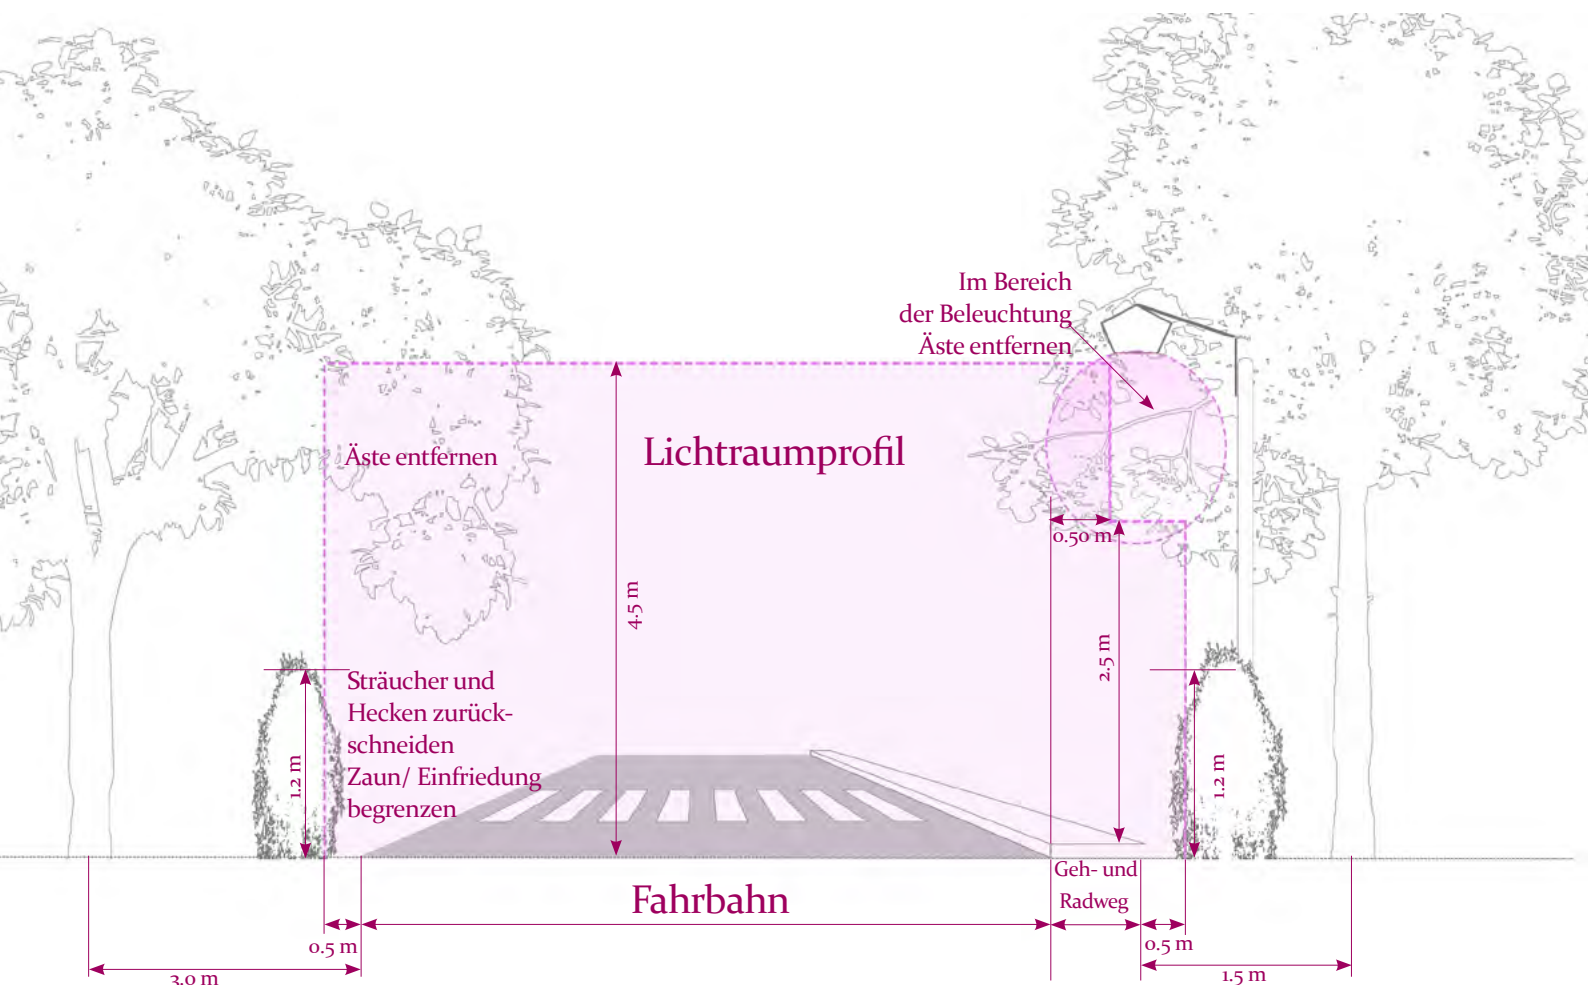 Im Bereich
der Beleuchtung
Äste entfernen
Äste entfernen
Lichtraumprofil
0.50 m
4.5 m
2.5 m
Sträucher und
Hecken zurück-
schneiden
Zaun/ Einfriedung
begrenzen
1.2 m
1.2 m
Geh- und
Radweg
Fahrbahn
0.5 m
0.5 m
3.0 m
1.5 m